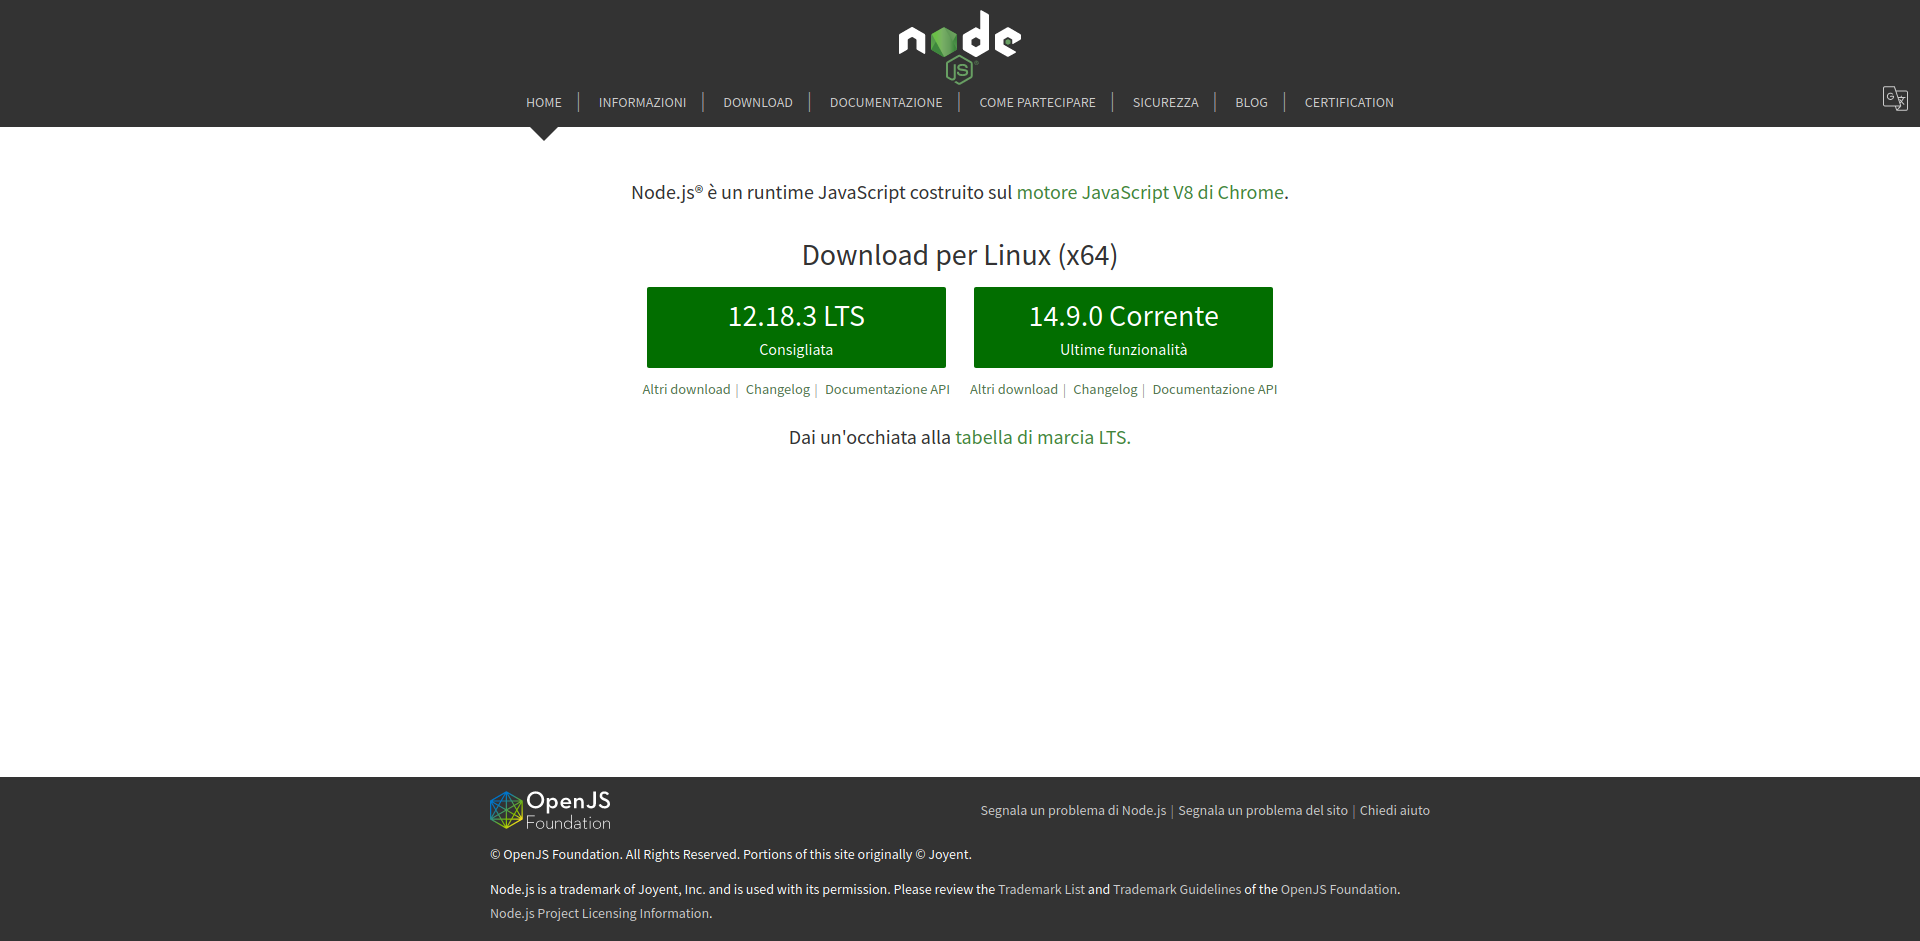 node
JS
HOME INFORMAZIONI DOWNLOAD DOCUMENTAZIONE COME PARTECIPARE SICUREZZA BLOG CERTIFICATION
Node.js® è un runtime JavaScript costruito sul motore JavaScript V8 di Chrome.
Download per Linux (x64)
12.18.3 LTS
Consigliata
14.9.0 Corrente
Ultime funzionalità
Altri download | Changelog | Documentazione API
Altri download | Changelog | Documentazione API
Dai un'occhiata alla tabella di marcia LTS.
OpenJS
Foundation
Segnala un problema di Node.js | Segnala un problema del sito | Chiedi aiuto
© OpenJS Foundation. All Rights Reserved. Portions of this site originally © Joyent.
Node.js is a trademark of Joyent, Inc. and is used with its permission. Please review the Trademark List and Trademark Guidelines of the OpenJS Foundation.
Node.js Project Licensing Information.